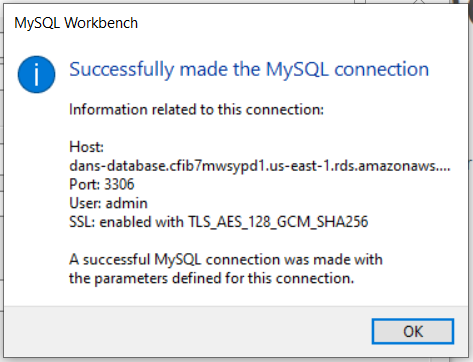 MySQL Workbench
Successfully made the MySQL connection
Information related to this connection:
Host:
dans-database.cfib7mwsypd1.us-east-1.rds.amazonaws....
Port: 3306
User: admin
SSL: enabled with TLS_AES_128_GCM_SHA256
A successful MySQL connection was made with
the parameters defined for this connection.
OK